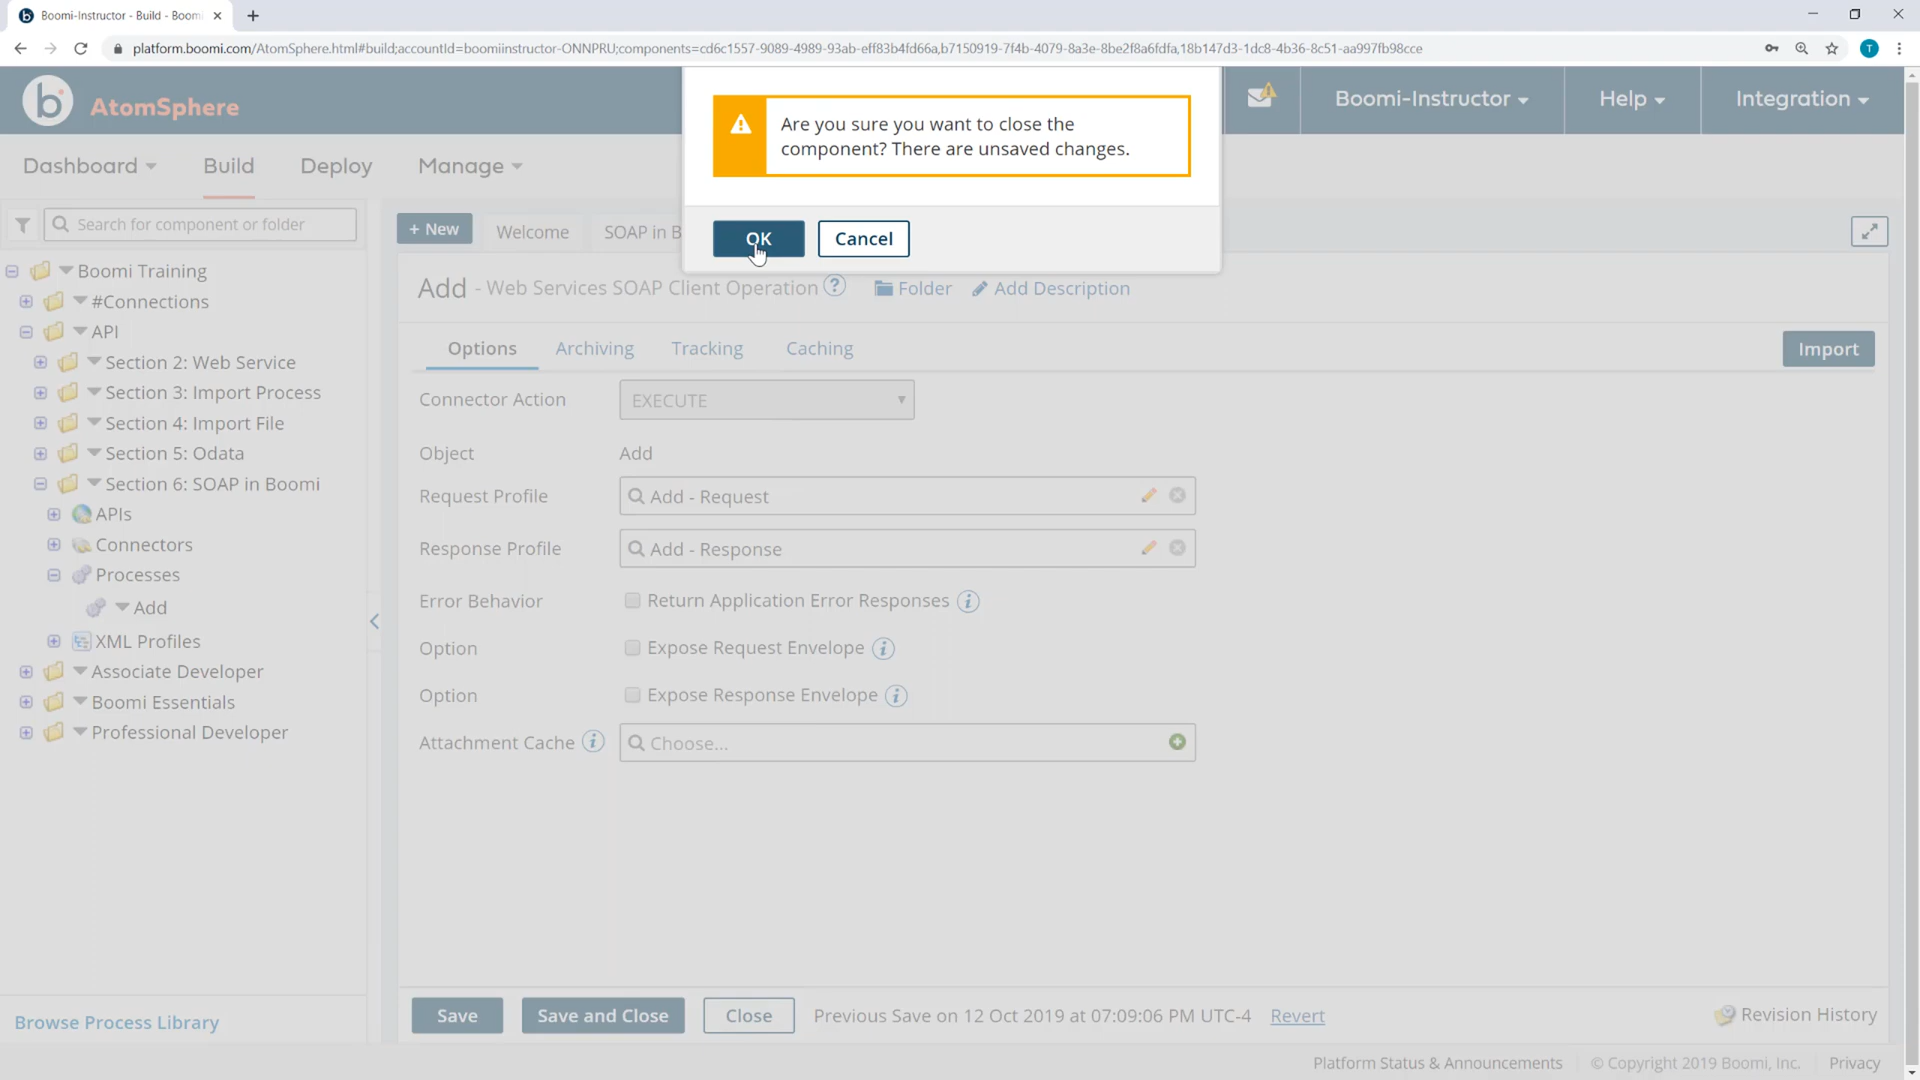 Boomi-Instructor - Build - Boomi
platform.boomi.com/AtomSphere.html#build;accountId=boomiinstructor-ONNPRU;components=cd6c1557-9089-4989-93ab-eff83b4fd66a,b7150919-7f4b-4079-8a3e-8be2f8a6fdfa,18b147d3-1dc8-4b36-8c51-aa997fb98cce
T
b AtomSphere
Boomi-Instructor
Help
Integration
Are you sure you want to close the
component? There are unsaved changes.
OK
Cancel
Dashboard
Build
Deploy
Manage
Search for component or folder
+ New
Welcome
SOAP in B
Boomi Training
#Connections
API
Section 2: Web Service
Section 3: Import Process
Section 4: Import File
Section 5: Odata
Section 6: SOAP in Boomi
APIs
Connectors
Processes
Add
XML Profiles
Associate Developer
Boomi Essentials
Professional Developer
Browse Process Library
Add - Web Services SOAP Client Operation
Folder
Add Description
Options
Archiving
Tracking
Caching
Import
Connector Action
EXECUTE
Object
Add
Request Profile
Add - Request
Response Profile
Add - Response
Error Behavior
Return Application Error Responses
Option
Expose Request Envelope
Option
Expose Response Envelope
Attachment Cache
Choose...
Save
Save and Close
Close
Previous Save on 12 Oct 2019 at 07:09:06 PM UTC-4
Revert
Revision History
Platform Status & Announcements
© Copyright 2019 Boomi, Inc.
Privacy